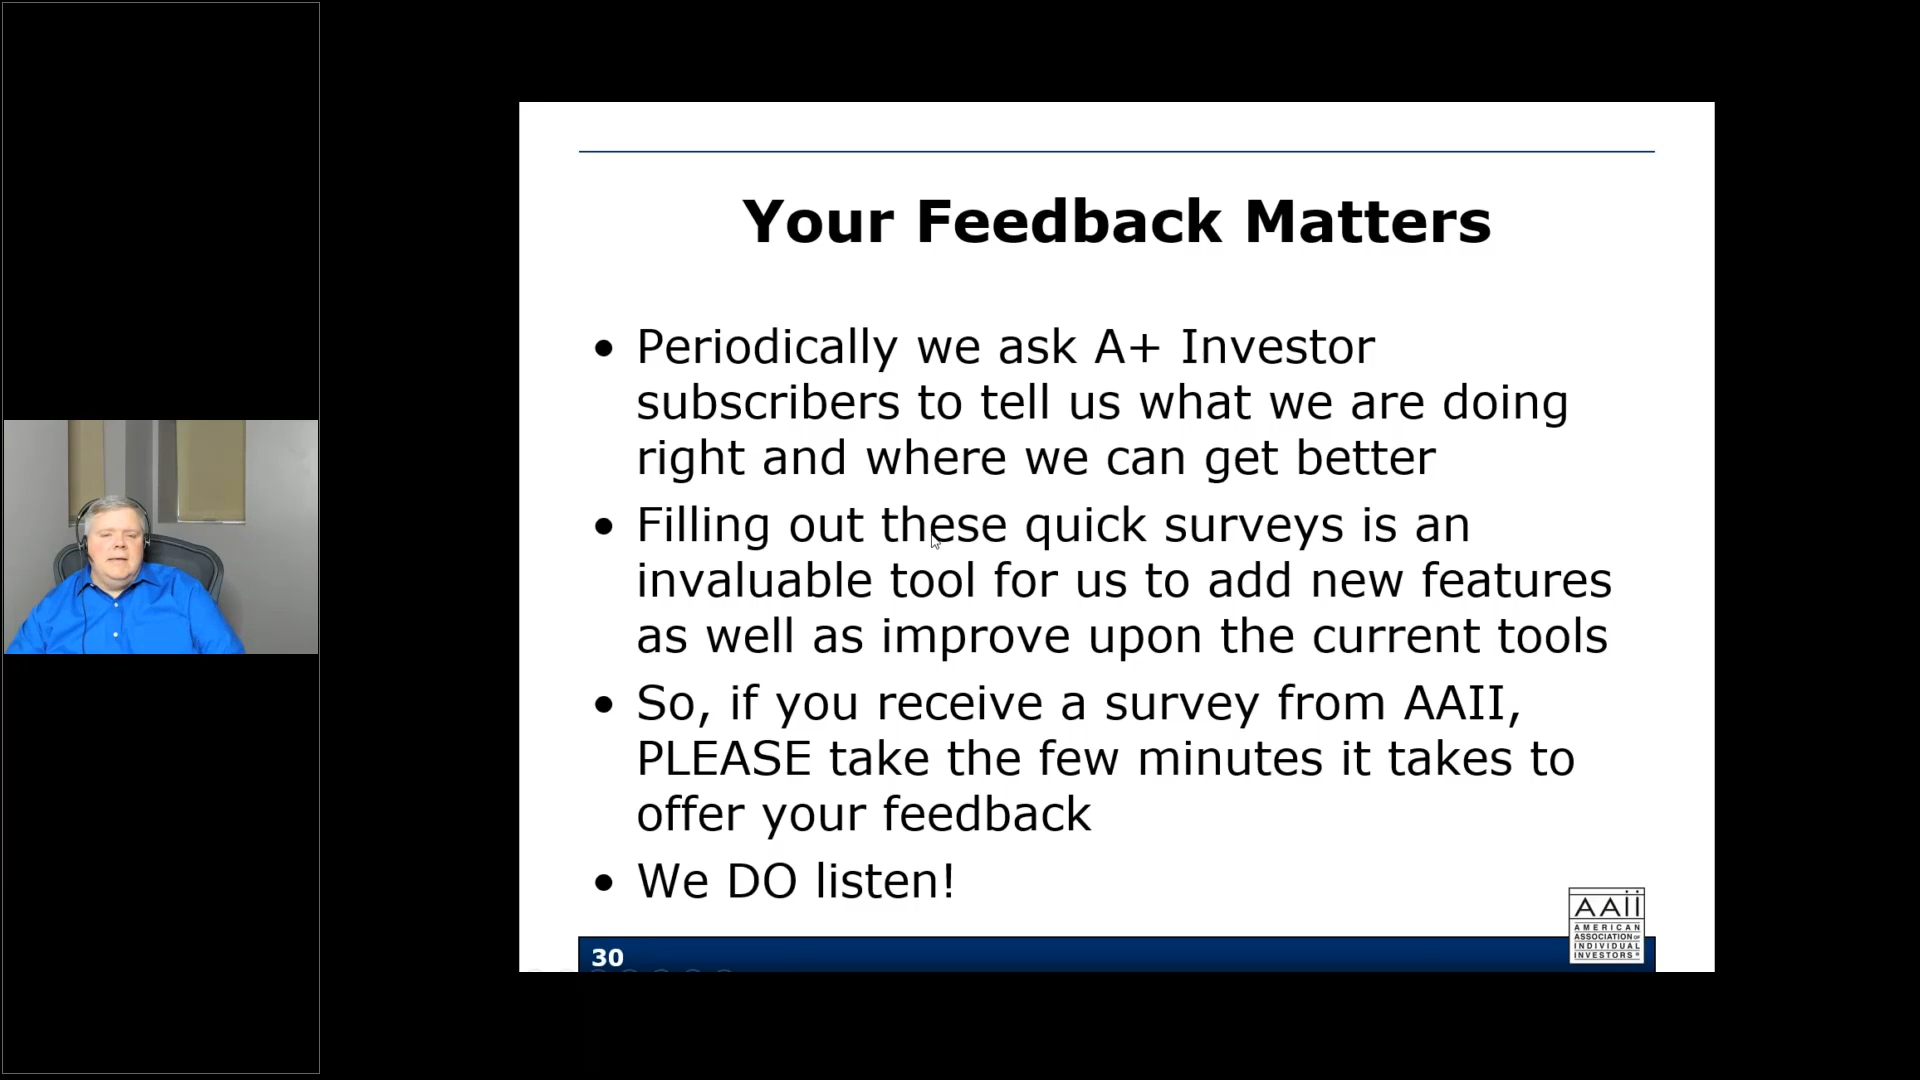 Your Feedback Matters
• Periodically we ask A+ Investor
subscribers to tell us what we are doing
right and where we can get better
• Filling out these quick surveys is an
invaluable tool for us to add new features
as well as improve upon the current tools
• So, if you receive a survey from AAII,
PLEASE take the few minutes it takes to
offer your feedback
• We DO listen!
30
AAii
AMERICAN
ASSOCIATION OF
INDIVIDUAL
INVESTORS®